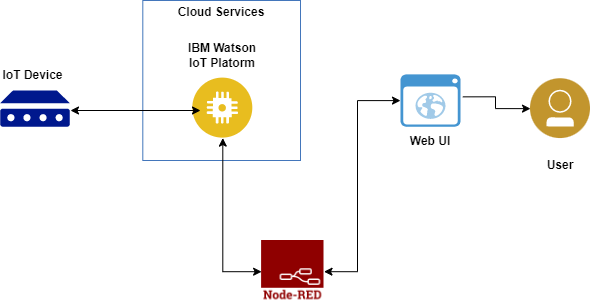 Cloud Services
IBM Watson
IoT Platorm
IoT Device
Web UI
User
Node-RED